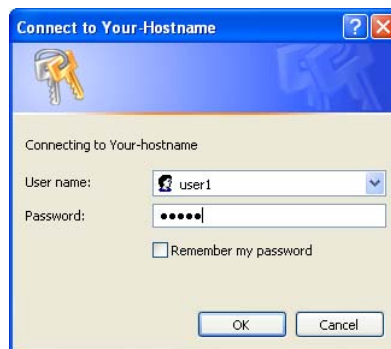 Connect to Your-Hostname
Connecting to Your-hostname
User name:
user1
Password:
Remember my password
OK
Cancel